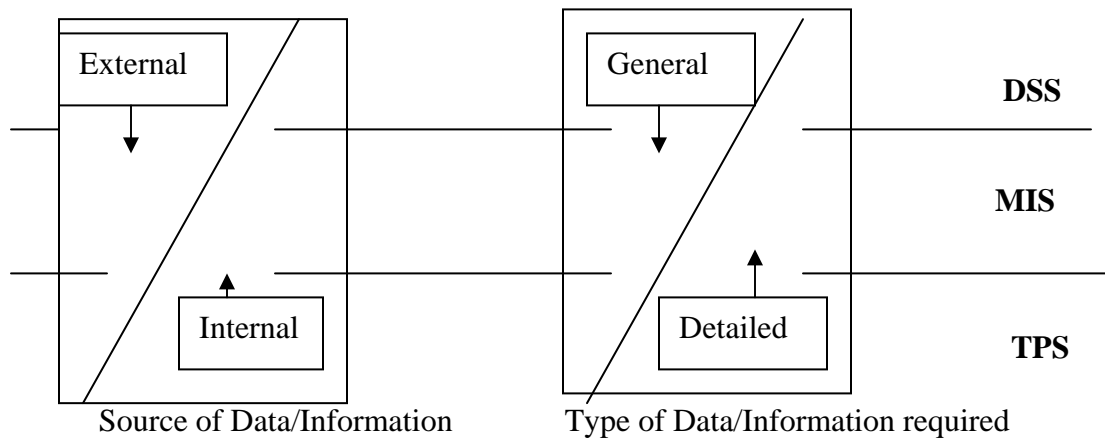 External
General
DSS
MIS
Internal
Detailed
TPS
Source of Data/Information
Type of Data/Information required